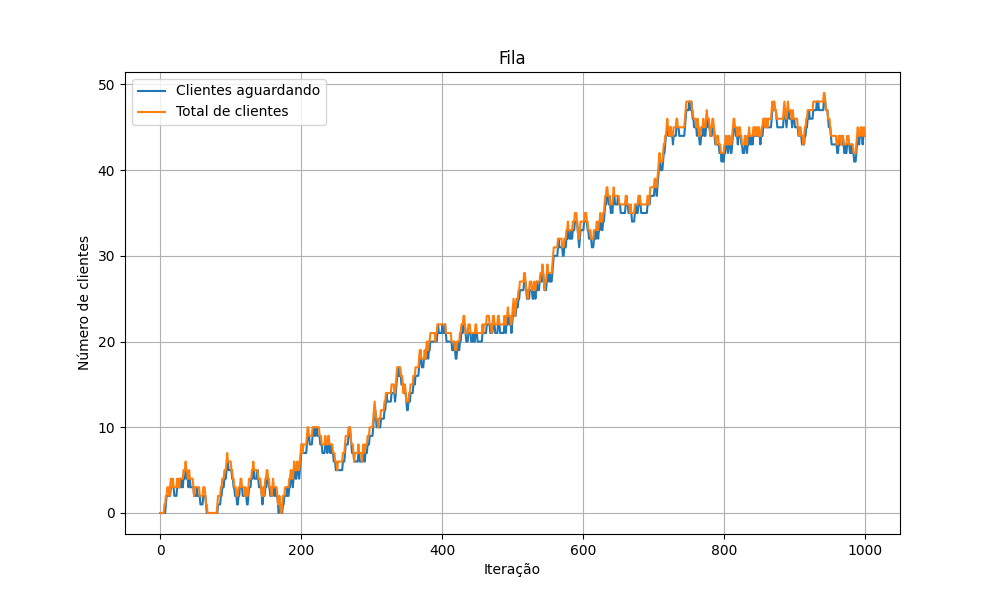 Fila
Clientes aguardando
Total de clientes
Número de clientes
50
40
30
20
10
0
0 200 400 600 800 1000
Iteração